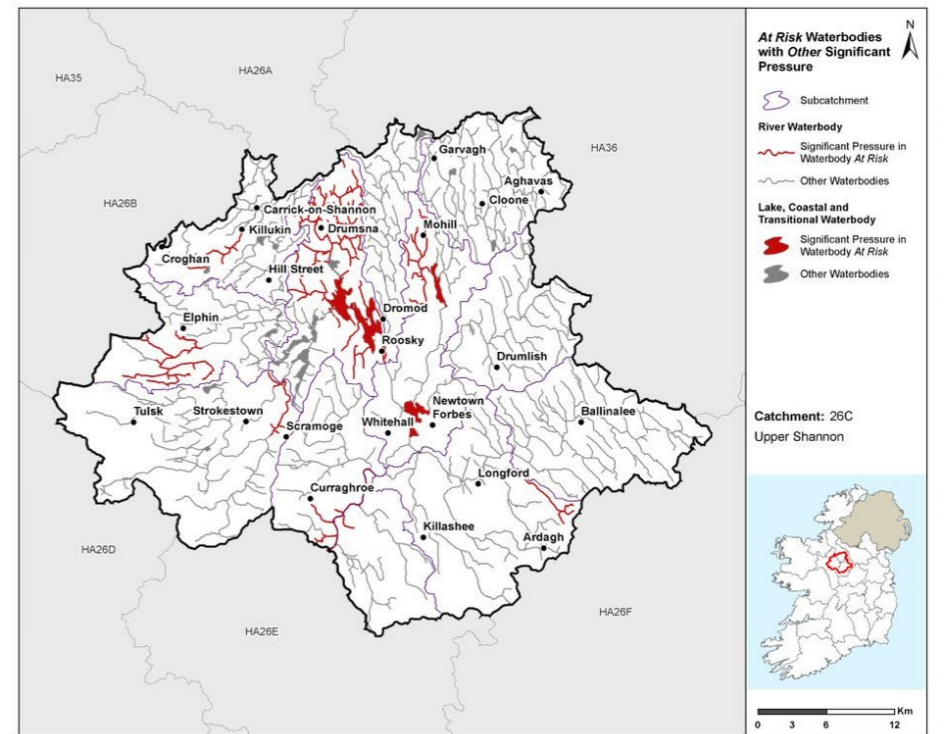 HA35
HA26A
HA36
HA26B
HA26D
HA26E
HA26F
Garvagh
Aghavas
Cloone
Carrick-on-Shannon
Killukin
Drumsna
Mohill
Croghan
Hill Street
Dromod
Elphin
Roosky
Drumlish
Newtown
Forbes
Tulsk
Strokestown
Whitehall
Ballinalee
Scramoge
Longford
Curraghroe
Killashee
Ardagh
At Risk Waterbodies
with Other Significant
Pressure
N
Subcatchment
River Waterbody
Significant Pressure in
Waterbody At Risk
Other Waterbodies
Lake, Coastal and
Transitional Waterbody
Significant Pressure in
Waterbody At Risk
Other Waterbodies
Catchment: 26C
Upper Shannon
Km
0 3 6 12